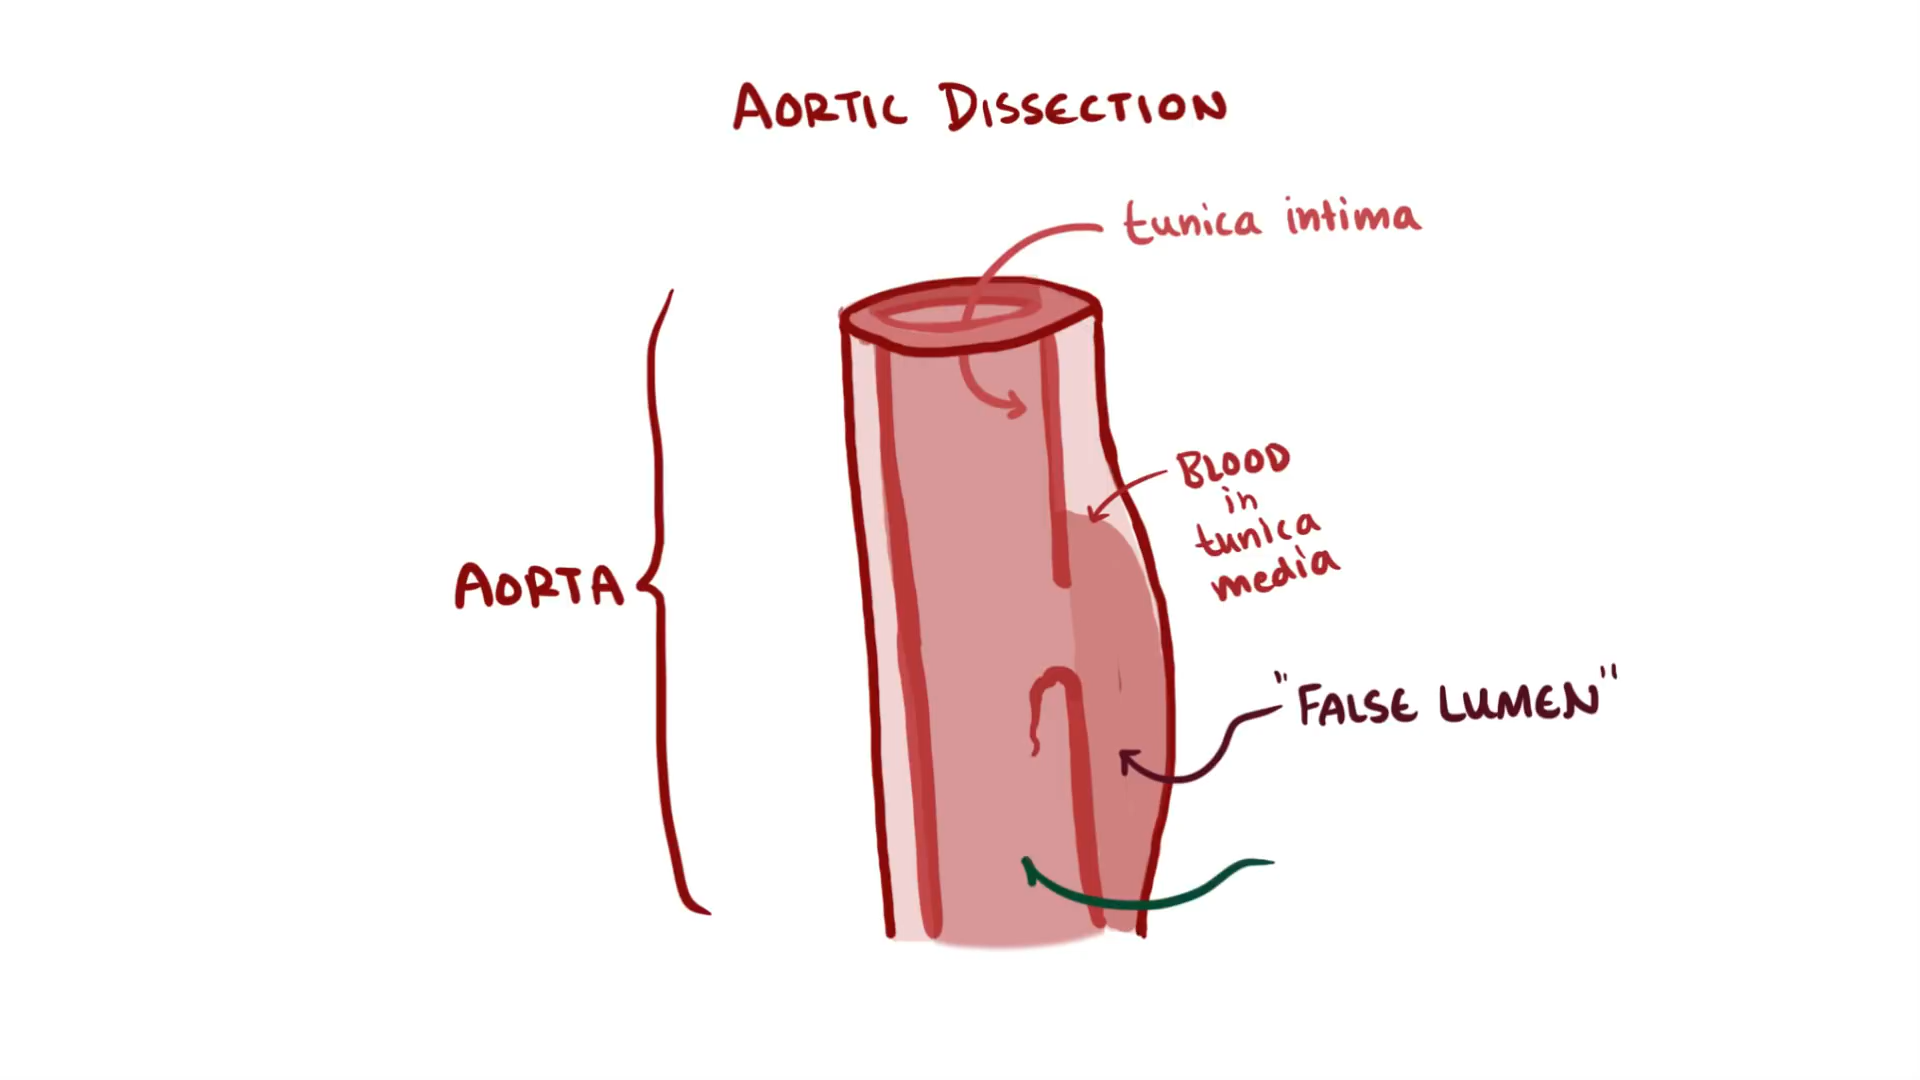 AORTIC DISSECTION
tunica intima
BLOOD
in
tunica
media
AORTA
"FALSE LUMEN"